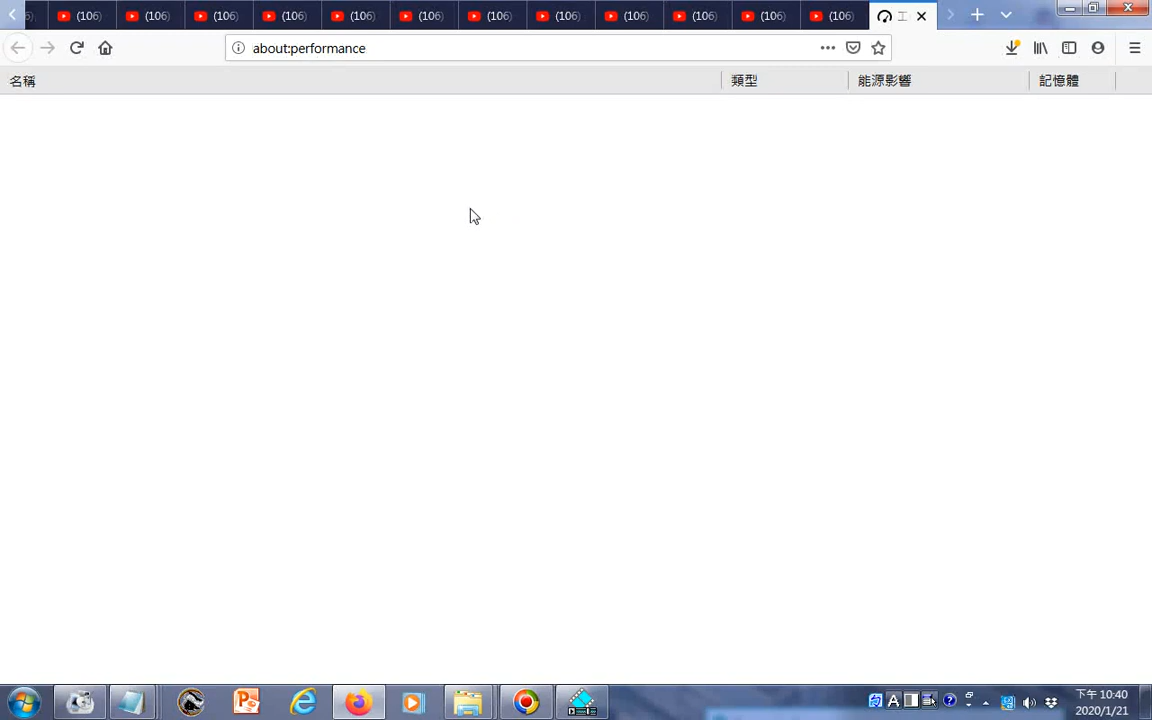 (106) (106) (106) (106) (106) (106) (106) (106) (106) (106) (106) (106) 工
about:performance
名稱 類型 能源影響 記憶體
下午 10:40
2020/1/21